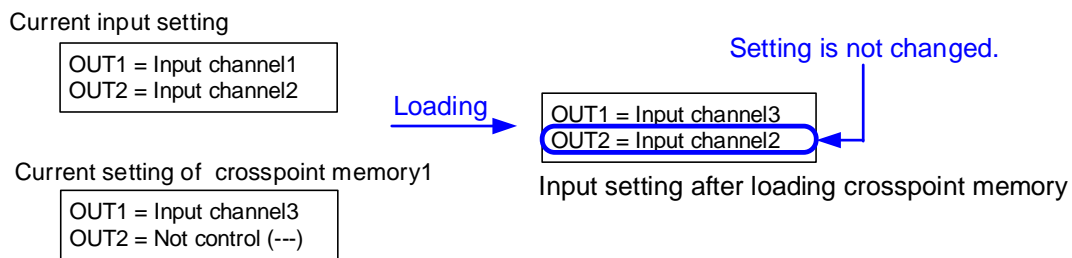 Current input setting
OUT1 = Input channel1
OUT2 = Input channel2
Loading
Setting is not changed.
OUT1 = Input channel3
OUT2 = Input channel2
Input setting after loading crosspoint memory
Current setting of crosspoint memory1
OUT1 = Input channel3
OUT2 = Not control (---)